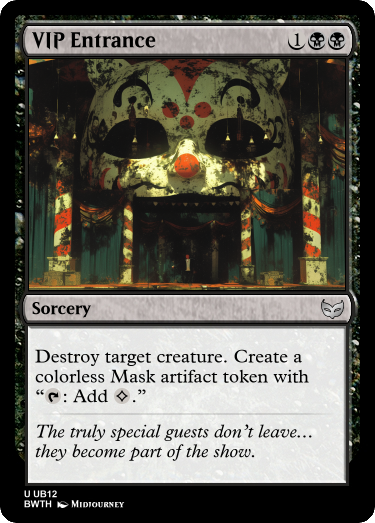 VIP Entrance 1
Sorcery
Destroy target creature. Create a
colorless Mask artifact token with
“: Add .”
The truly special guests don’t leave...
they become part of the show.
U UB12
BWTH Midjourney